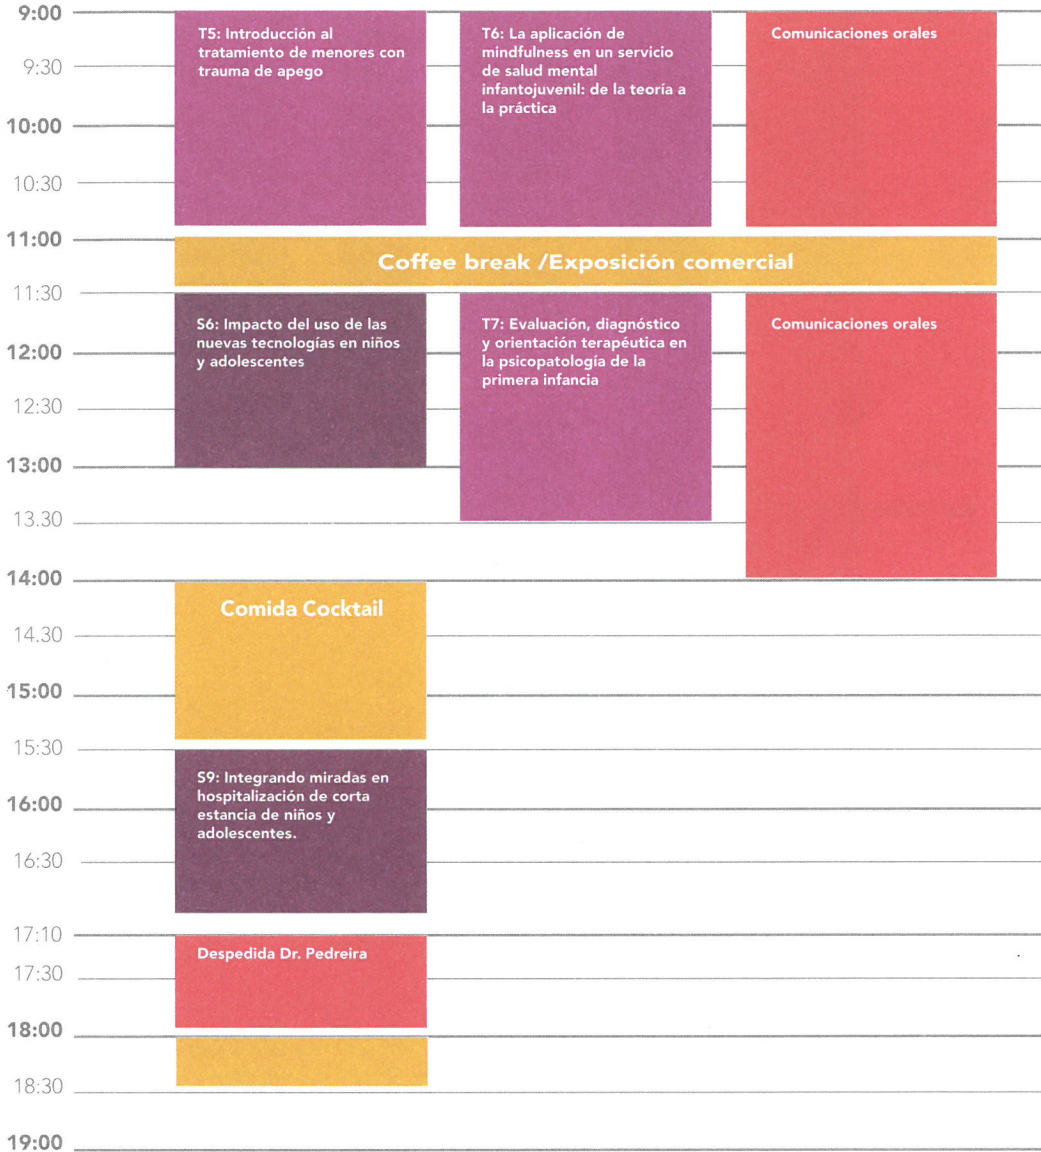 9:00
T5: Introducción al
tratamiento de menores con
trauma de apego
T6: La aplicación de
mindfulness en un servicio
de salud mental
infantojuvenil: de la teoría a
la práctica
Comunicaciones orales
9:30
10:00
10:30
11:00
Coffee break /Exposición comercial
11:30
S6: Impacto del uso de las
nuevas tecnologías en niños
y adolescentes
T7: Evaluación, diagnóstico
y orientación terapéutica en
la psicopatología de la
primera infancia
Comunicaciones orales
12:00
12:30
13:00
13.30
14:00
Comida Cocktail
14.30
15:00
15:30
S9: Integrando miradas en
hospitalización de corta
estancia de niños y
adolescentes.
16:00
16:30
17:10
Despedida Dr. Pedreira
17:30
18:00
18:30
19:00